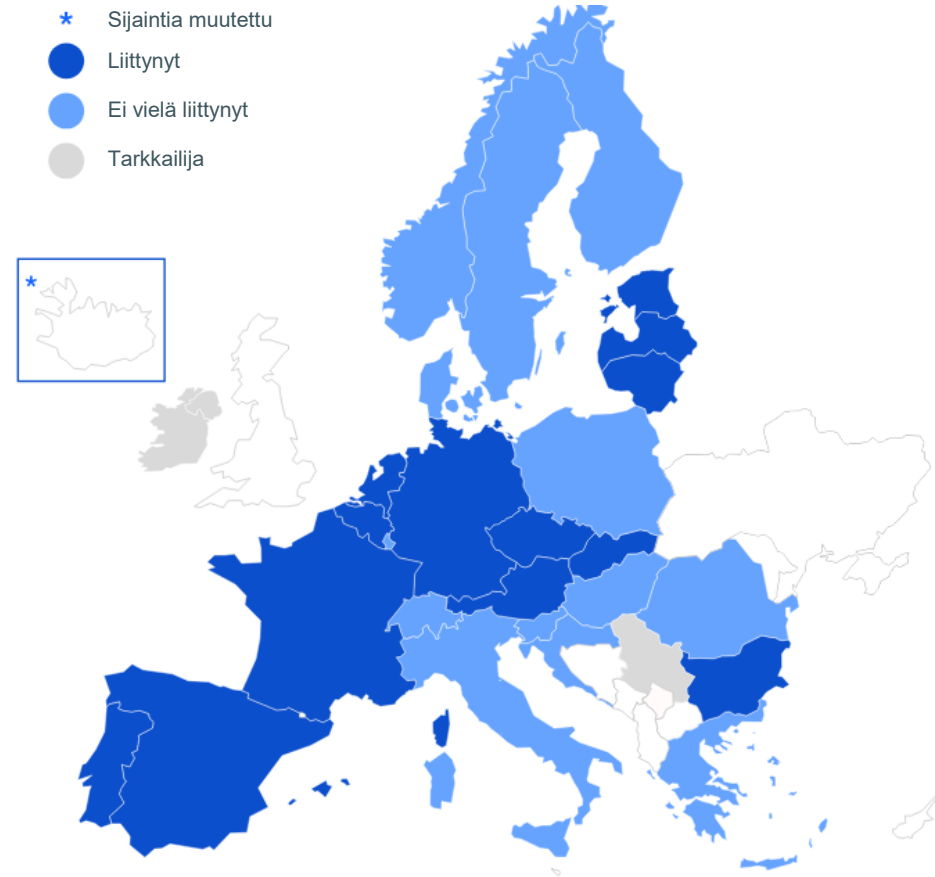 * Sijaintia muutettu
Liittynyt
Ei vielä liittynyt
Tarkkailija
*